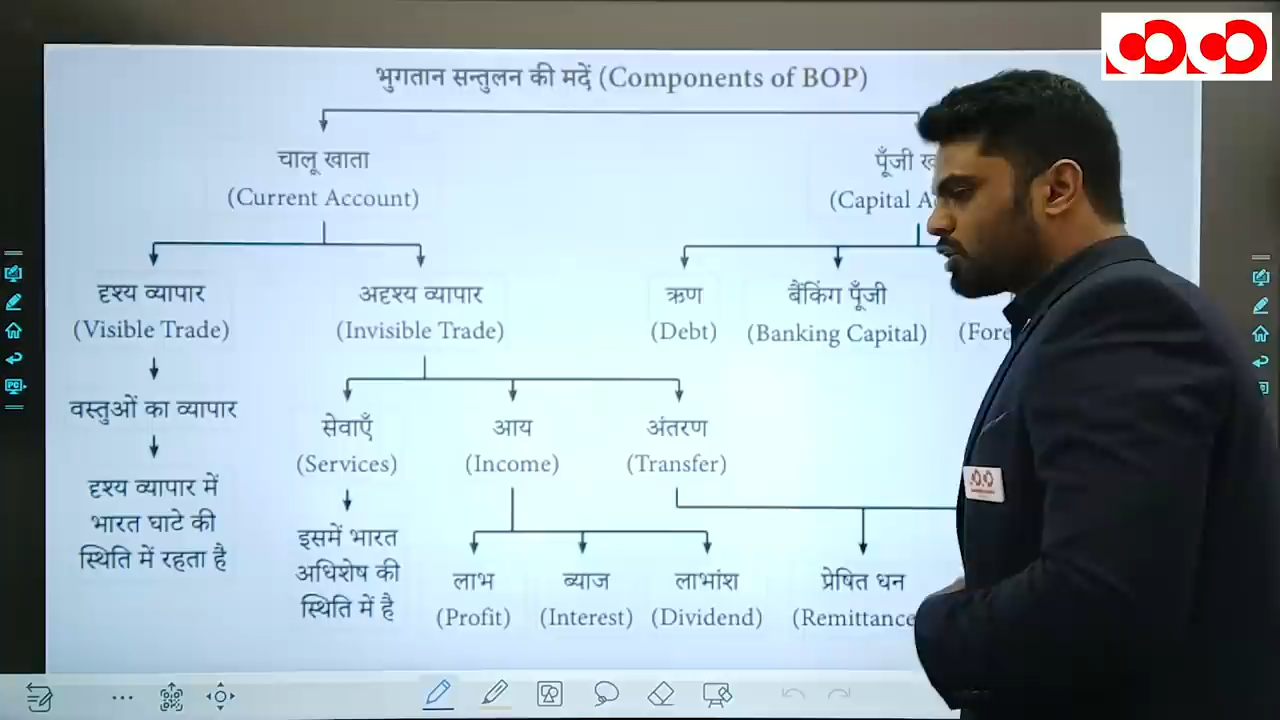 भुगतान सन्तुलन की मदें (Components of BOP)
चालू खाता
(Current Account)
पूँजी
(Capital
दृश्य व्यापार
(Visible Trade)
अदृश्य व्यापार
(Invisible Trade)
ऋण
(Debt)
बैंकिंग पूँजी
(Banking Capital)
वस्तुओं का व्यापार
सेवाएँ
(Services)
आय
(Income)
अंतरण
(Transfer)
दृश्य व्यापार में
भारत घाटे की
स्थिति में रहता है
इसमें भारत
अधिशेष की
स्थिति में है
लाभ
(Profit)
ब्याज
(Interest)
लाभांश
(Dividend)
प्रेषित धन
(Remittance
PC